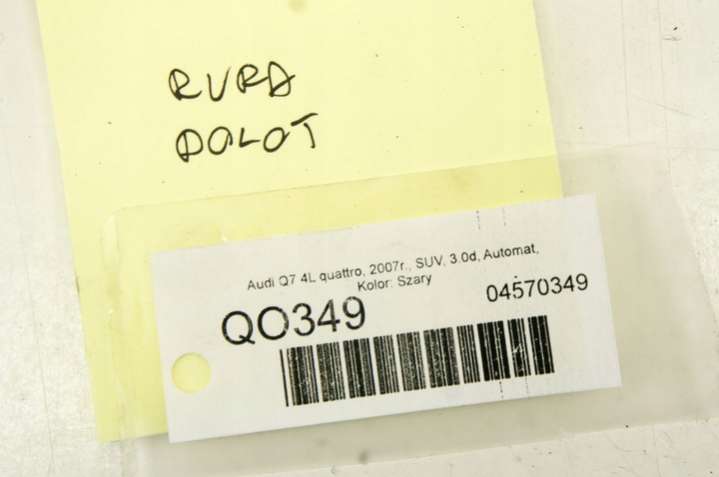 RURA
DOLOT
Audi Q7 4L quattro, 2007r., SUV, 3.0d, Automat,
Kolor: Szary
QO349
04570349